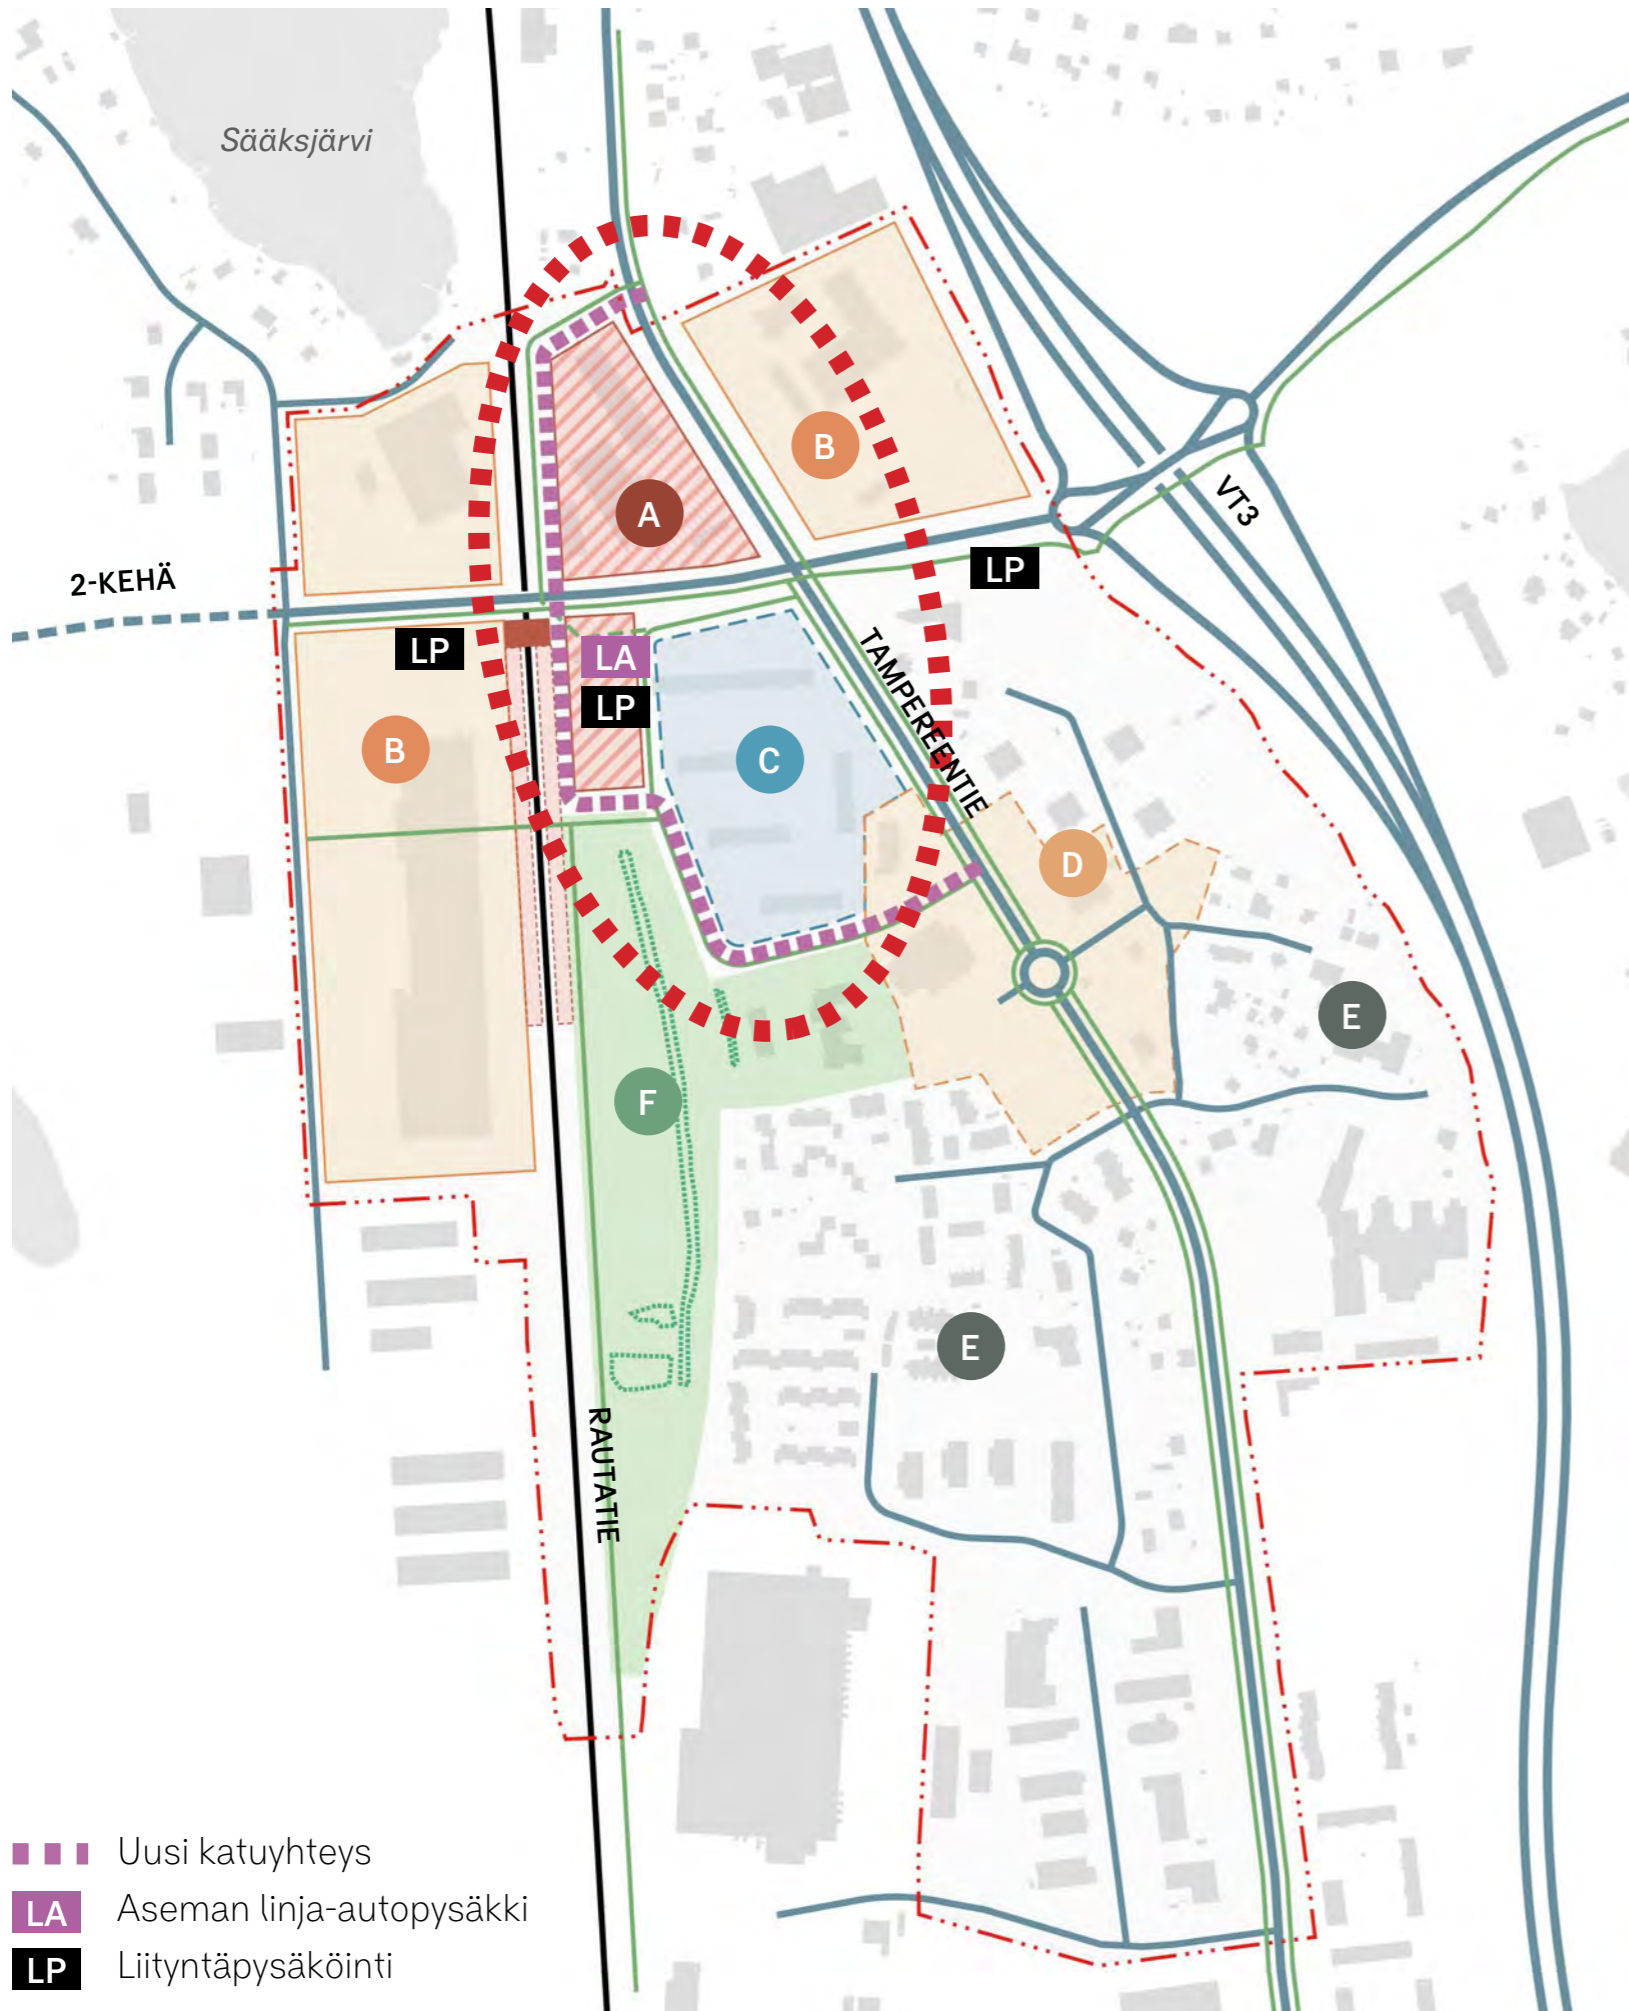 Sääksjärvi
B
A
VT3
LP
2-KEHÄ
LP
LA
LP
TAMPEREENTIE
B
C
D
E
F
E
RAUTATIE
Uusi katuyhteys
LA Aseman linja-autopysäkki
LP Liityntäpysäköinti